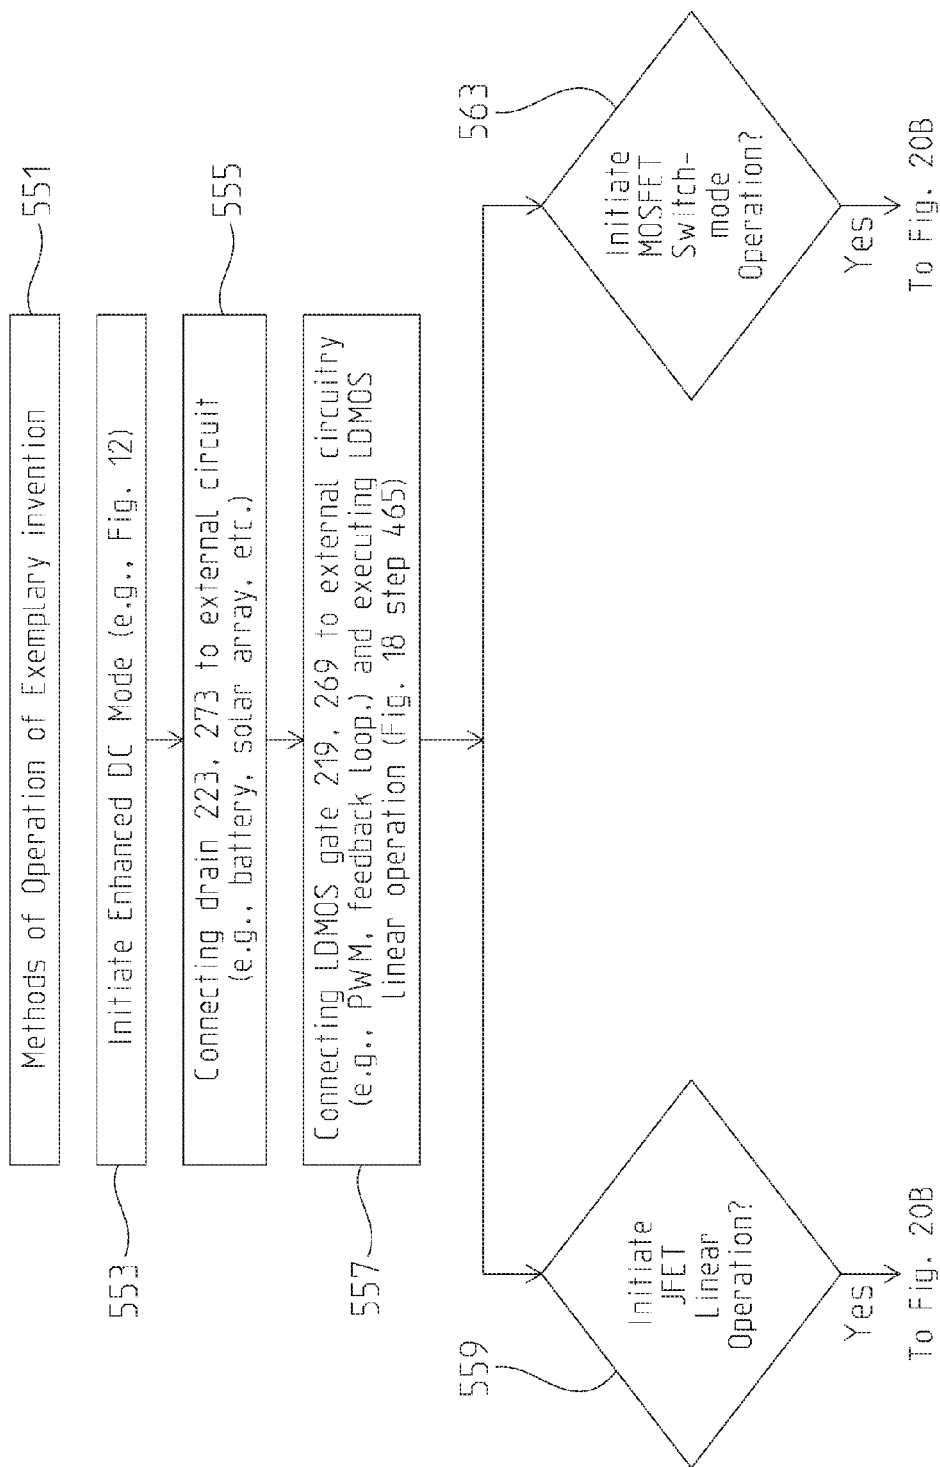 Methods of Operation of Exemplary invention
551
553
Initiate Enhanced DC Mode (e.g., Fig. 12)
Connecting drain 223, 273 to external circuit
(e.g., battery, solar array, etc.)
555
557
Connecting LDMOS gate 219, 269 to external circuitry
(e.g., PWM, feedback loop,) and executing LDMOS
linear operation (Fig. 18 step 465)
559
Initiate
JFET
Linear
Operation?
Yes
To Fig. 20B
563
Initiate
MOSFET
Switch-
mode
Operation?
Yes
To Fig. 20B